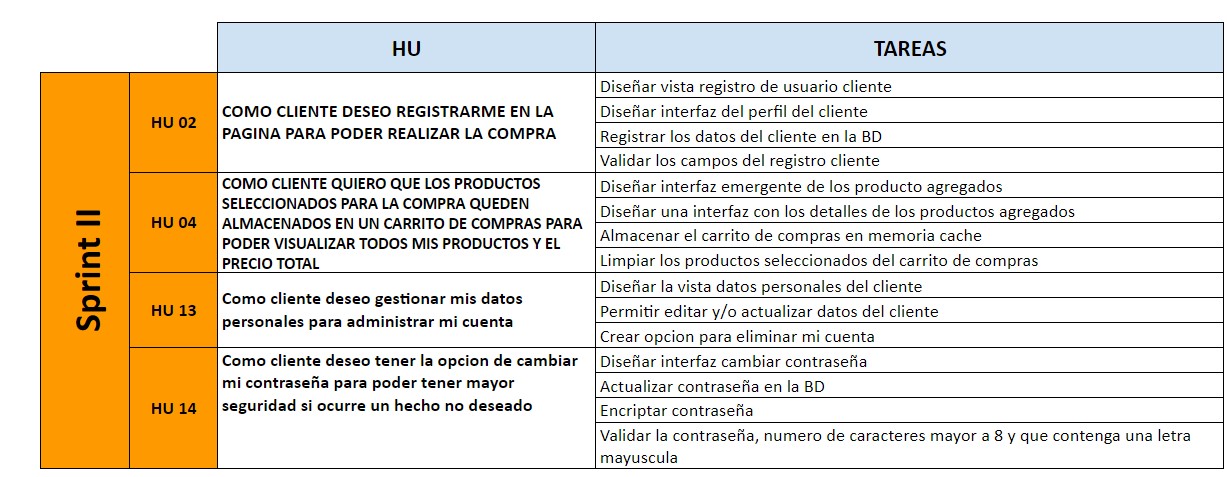 HU
TAREAS
Sprint II
HU 02
COMO CLIENTE DESEO REGISTRARME EN LA
PAGINA PARA PODER REALIZAR LA COMPRA
Diseñar vista registro de usuario cliente
Diseñar interfaz del perfil del cliente
Registrar los datos del cliente en la BD
Validar los campos del registro cliente
HU 04
COMO CLIENTE QUIERO QUE LOS PRODUCTOS
SELECCIONADOS PARA LA COMPRA QUEDEN
ALMACENADOS EN UN CARRITO DE COMPRAS PARA
PODER VISUALIZAR TODOS MIS PRODUCTOS Y EL
PRECIO TOTAL
Diseñar interfaz emergente de los producto agregados
Diseñar una interfaz con los detalles de los productos agregados
Almacenar el carrito de compras en memoria cache
Limpiar los productos seleccionados del carrito de compras
HU 13
Como cliente deseo gestionar mis datos
personales para administrar mi cuenta
Diseñar la vista datos personales del cliente
Permitir editar y/o actualizar datos del cliente
Crear opcion para eliminar mi cuenta
HU 14
Como cliente deseo tener la opcion de cambiar
mi contraseña para poder tener mayor
seguridad si ocurre un hecho no deseado
Diseñar interfaz cambiar contraseña
Actualizar contraseña en la BD
Encriptar contraseña
Validar la contraseña, numero de caracteres mayor a 8 y que contenga una letra
mayuscula